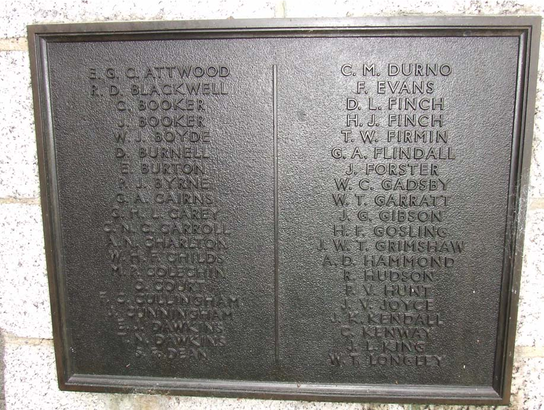 E. G. C. ATTWOOD
R. D. BLACKWELL
G. BOOKER
J. BOOKER
W. J. BOYDE
D. BURNELL
E. BURTON
P. J. BYRNE
G. A. CAIRNS
G. H. L. CAREY
C. N. C. CARROLL
A. N. CHARLTON
W. H. F. CHILDS
M. R. COLECHIN
C. COURT
F. C. CULLINGHAM
J. CUNNINGHAM
E. J. DAWKINS
N. DAWKINS
DEAN
C. M. DURNO
F. EVANS
D. L. FINCH
H. J. FINCH
T. W. FIRMIN
G. A. FLINDALL
J. FORSTER
W. C. GADSBY
W. T. GARRATT
J. G. GIBSON
H. F. GOSLING
J. W. T. GRIMSHAW
A. D. HAMMOND
R. HUDSON
R. V. HUNT
J. V. JOYCE
J. K. KENDALL
C. KENWAY
J. L. KING
W. T. LONGLEY